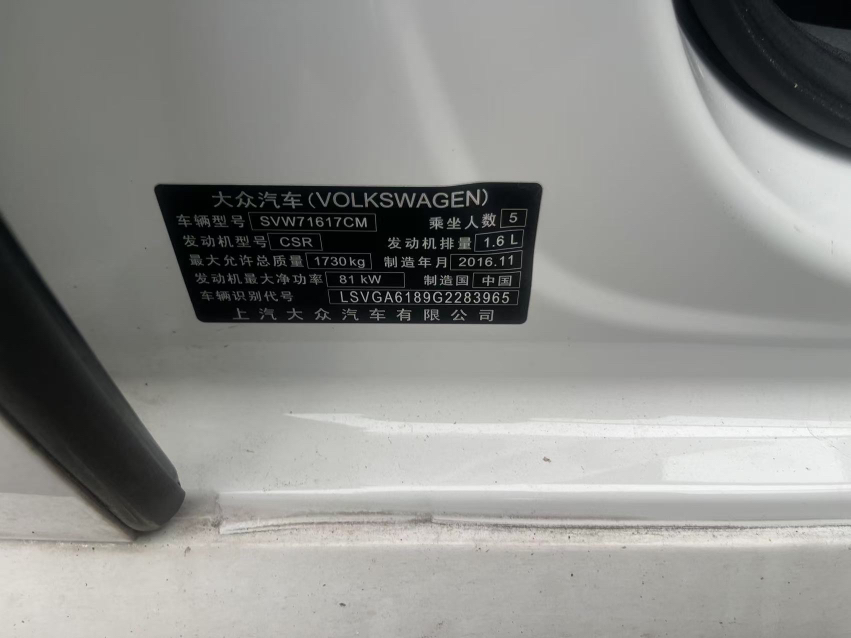 大众汽车(VOLKSWAGEN)
车辆型号 SVW71617CM 乘坐人数 5
发动机型号 CSR 发动机排量 1.6 L
最大允许总质量 1730kg 制造年月 2016.11
发动机最大净功率 81 kW 制造国 中国
车辆识别代号 LSVGA6189G2283965
上汽大众汽车有限公司